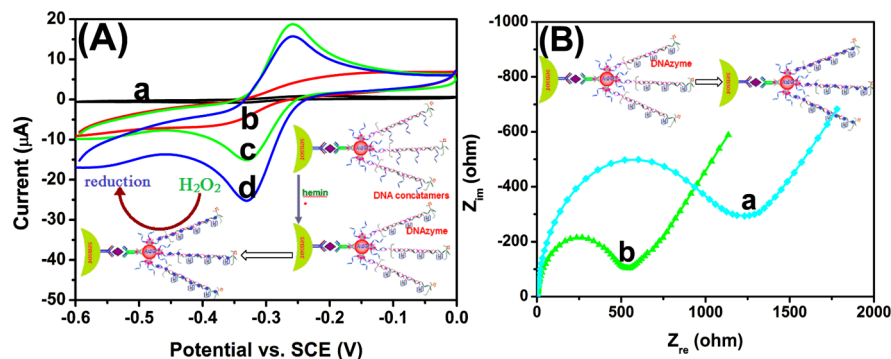 (A)
20
10
0
-10
-20
-30
-40
-50
Current (μA)
a
b
c
d
reduction
H₂O₂
hemin
DNA concatamers
DNAzyme
-0.6
-0.5
-0.4
-0.3
-0.2
-0.1
0.0
Potential vs. SCE (V)
(B)
-1000
-800
-600
-400
-200
0
Zim (ohm)
DNAzyme
a
b
0
500
1000
1500
2000
Zre (ohm)